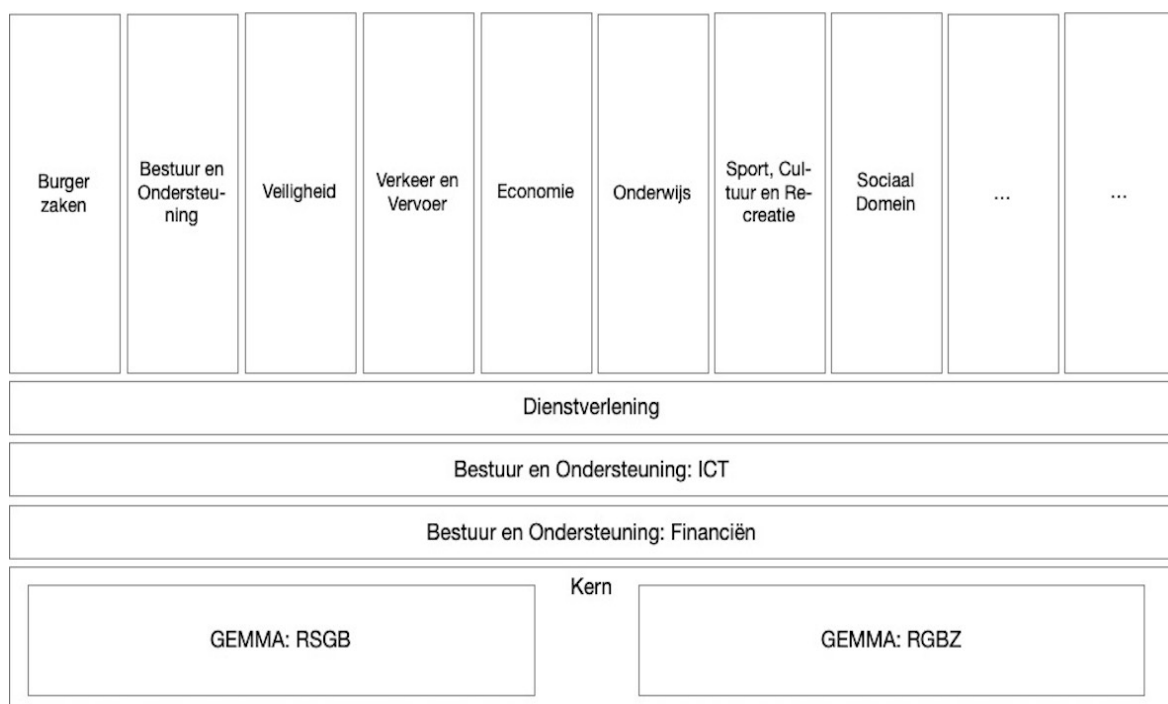 Burger
zaken
Bestuur en
Ondersteu-
ning
Veiligheid
Verkeer en
Vervoer
Economie
Onderwijs
Sport, Cul-
tuur en Re-
creatie
Sociaal
Domein
...
...
Dienstverlening
Bestuur en Ondersteuning: ICT
Bestuur en Ondersteuning: Financiën
Kern
GEMMA: RSGB
GEMMA: RGBZ